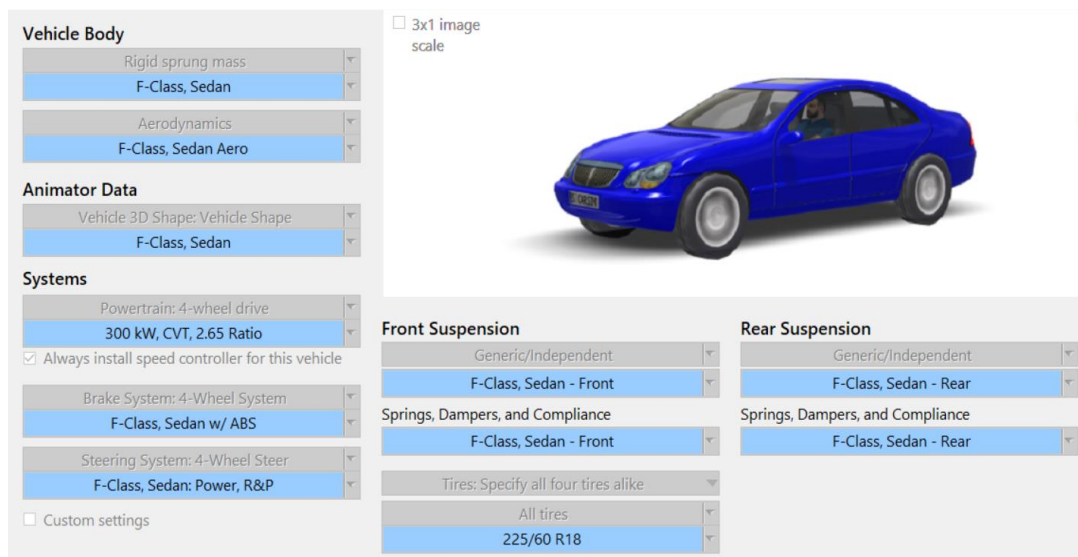 Vehicle Body
Rigid sprung mass
F-Class, Sedan
Aerodynamics
F-Class, Sedan Aero
Animator Data
Vehicle 3D Shape: Vehicle Shape
F-Class, Sedan
Systems
Powertrain: 4-wheel drive
300 kW, CVT, 2.65 Ratio
Always install speed controller for this vehicle
Brake System: 4-Wheel System
F-Class, Sedan w/ ABS
Steering System: 4-Wheel Steer
F-Class, Sedan: Power, R&P
Custom settings
3x1 image
scale
Front Suspension
Generic/Independent
F-Class, Sedan - Front
Springs, Dampers, and Compliance
F-Class, Sedan - Front
Tires: Specify all four tires alike
All tires
225/60 R18
Rear Suspension
Generic/Independent
F-Class, Sedan - Rear
Springs, Dampers, and Compliance
F-Class, Sedan - Rear